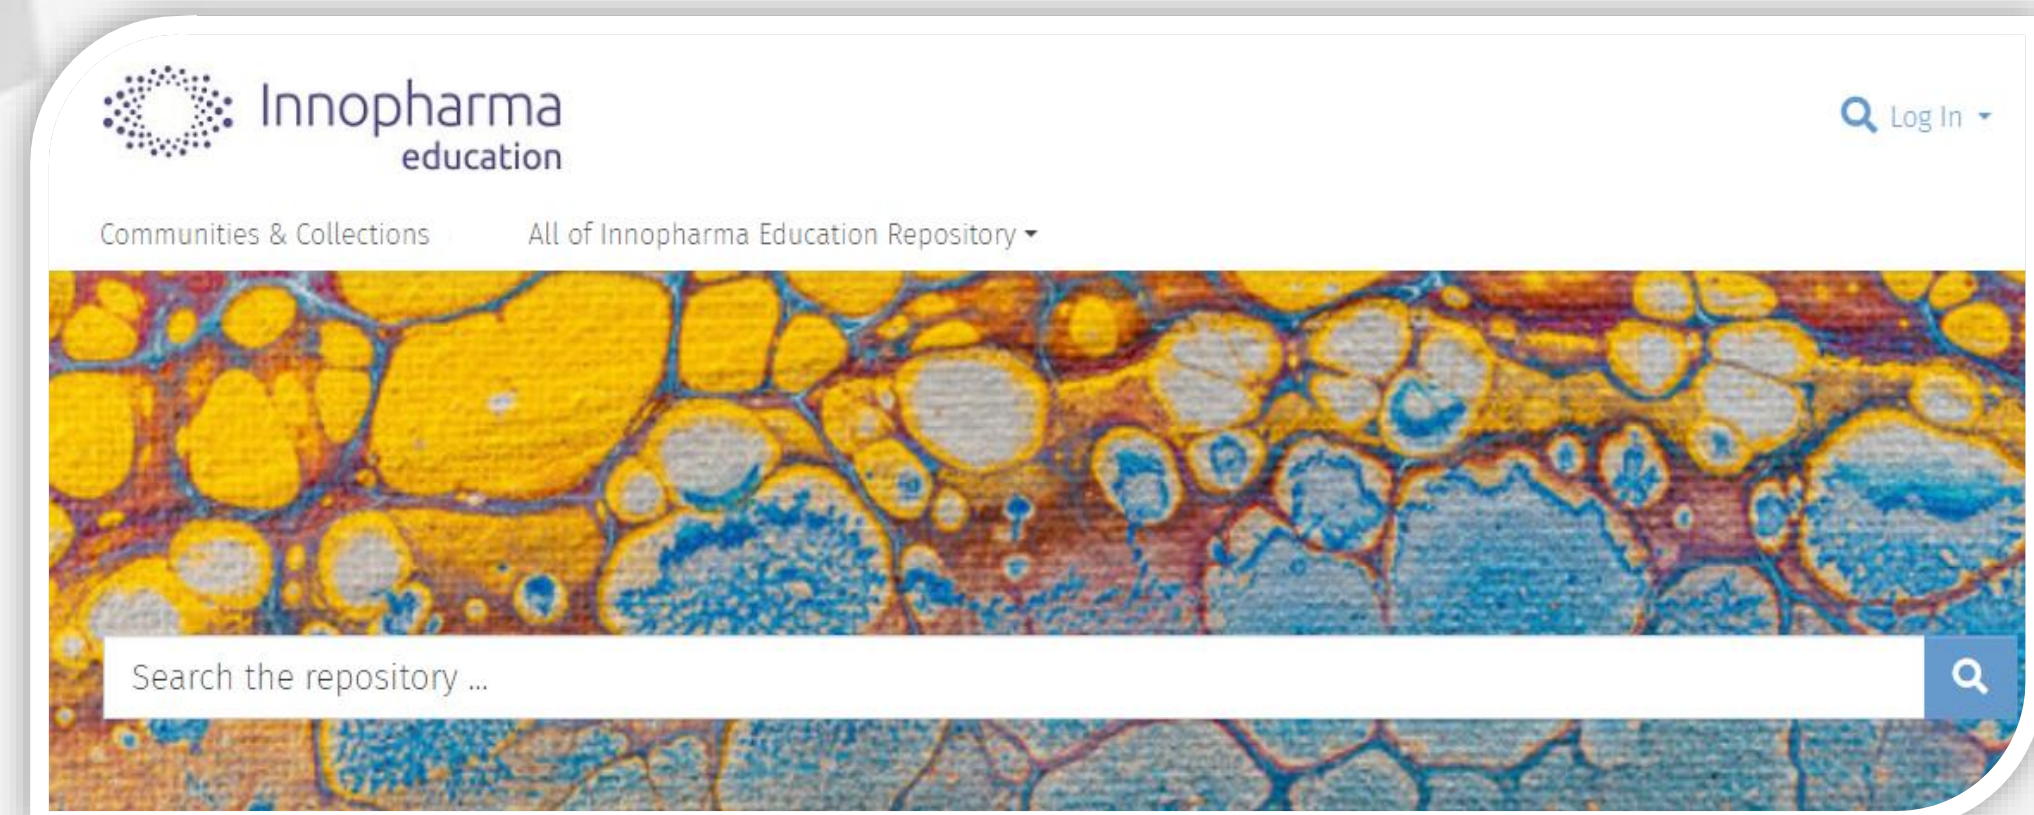 Innopharma
education
Log In
Communities & Collections
All of Innopharma Education Repository
Search the repository ...